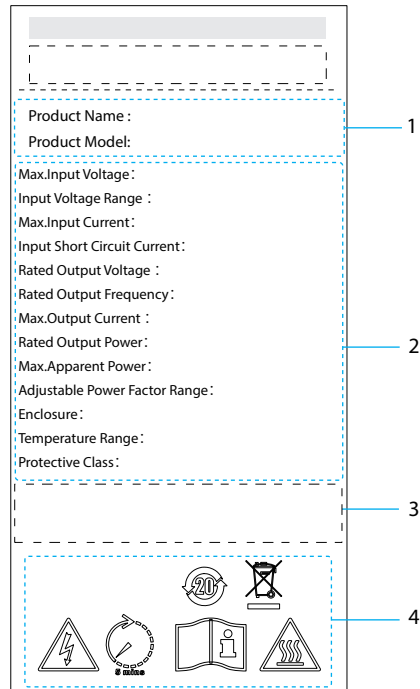 Product Name :
1
Product Model:
Max.Input Voltage:
Input Voltage Range :
Max.Input Current:
Input Short Circuit Current:
Rated Output Voltage :
Rated Output Frequency:
Max.Output Current :
Rated Output Power:
2
Max.Apparent Power:
Adjustable Power Factor Range:
Enclosure:
Temperature Range:
Protective Class:
3
20
4
5 mins